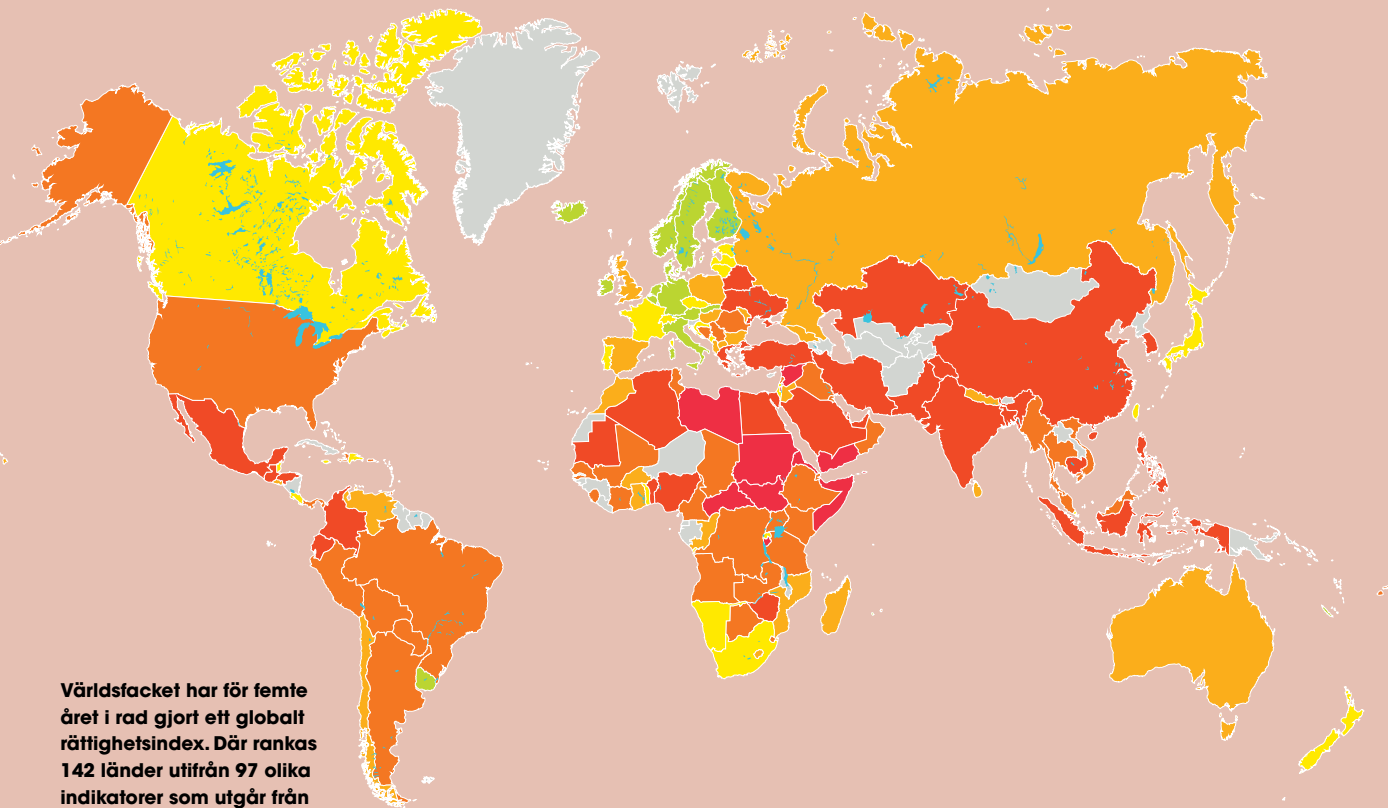 Världsfacket har för femte
året i rad gjort ett globalt
rättighetsindex. Där rankas
142 länder utifrån 97 olika
indikatorer som utgår från